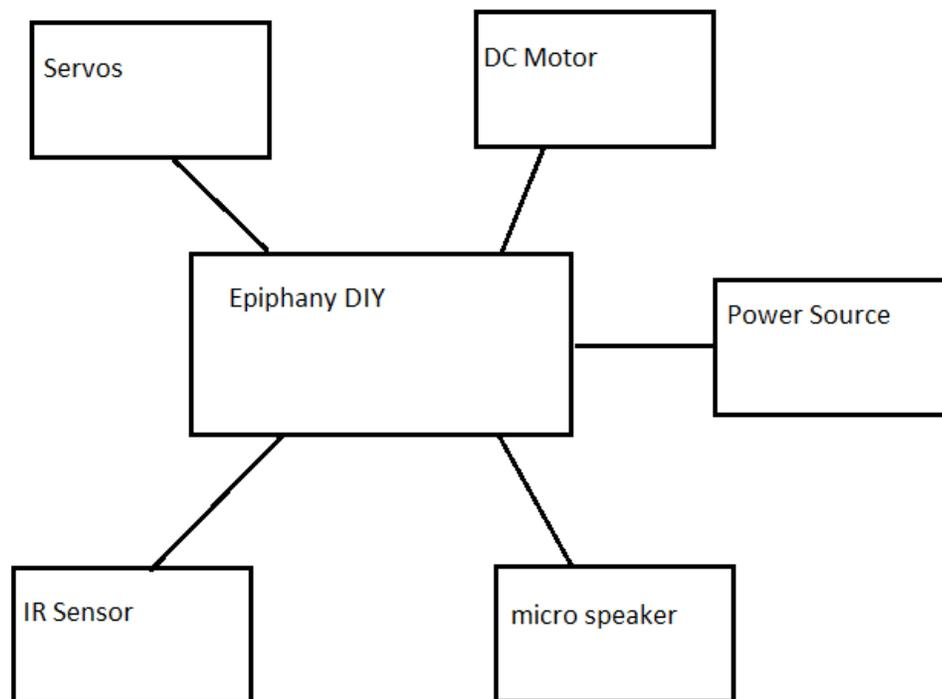 Servos
DC Motor
Epiphany DIY
Power Source
IR Sensor
micro speaker